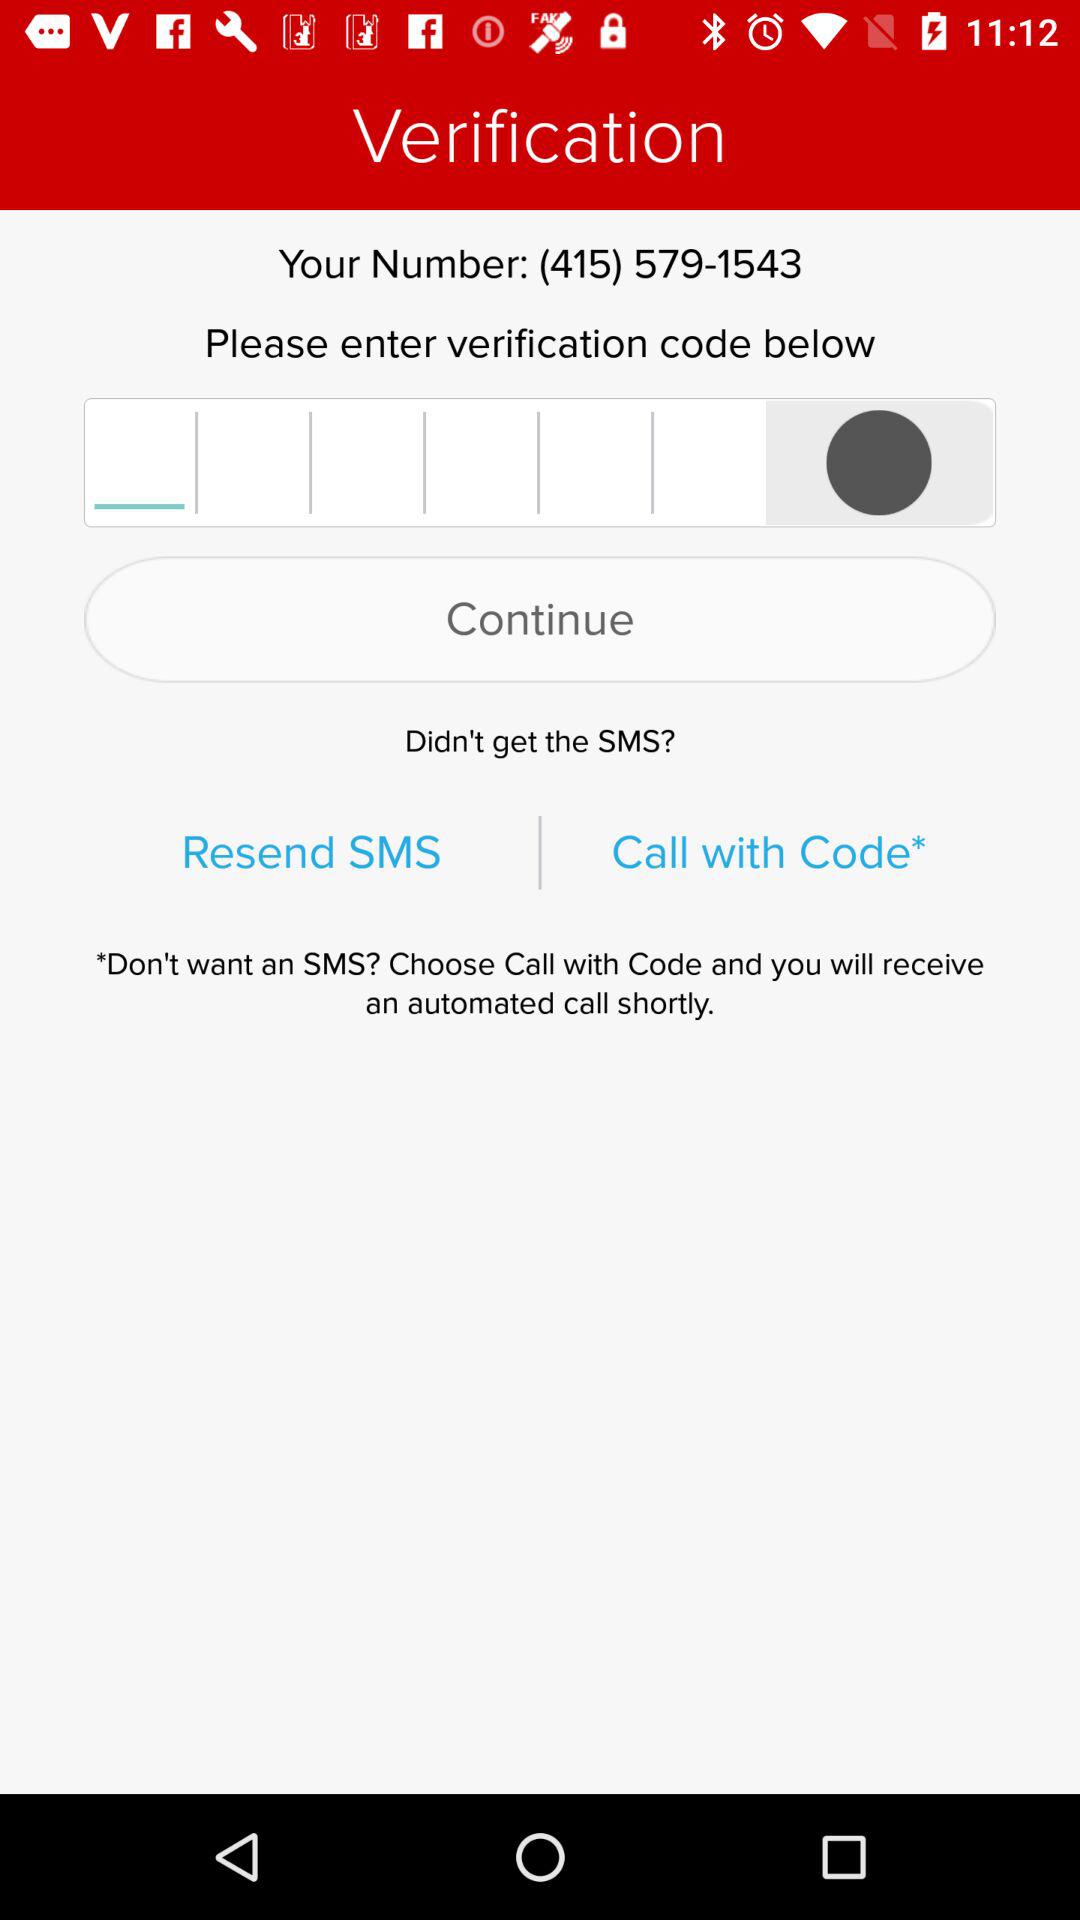 11:12
Verification
Your Number: (415) 579-1543
Please enter verification code below
Continue
Didn't get the SMS?
Resend SMS
Call with Code*
*Don't want an SMS? Choose Call with Code and you will receive
an automated call shortly.